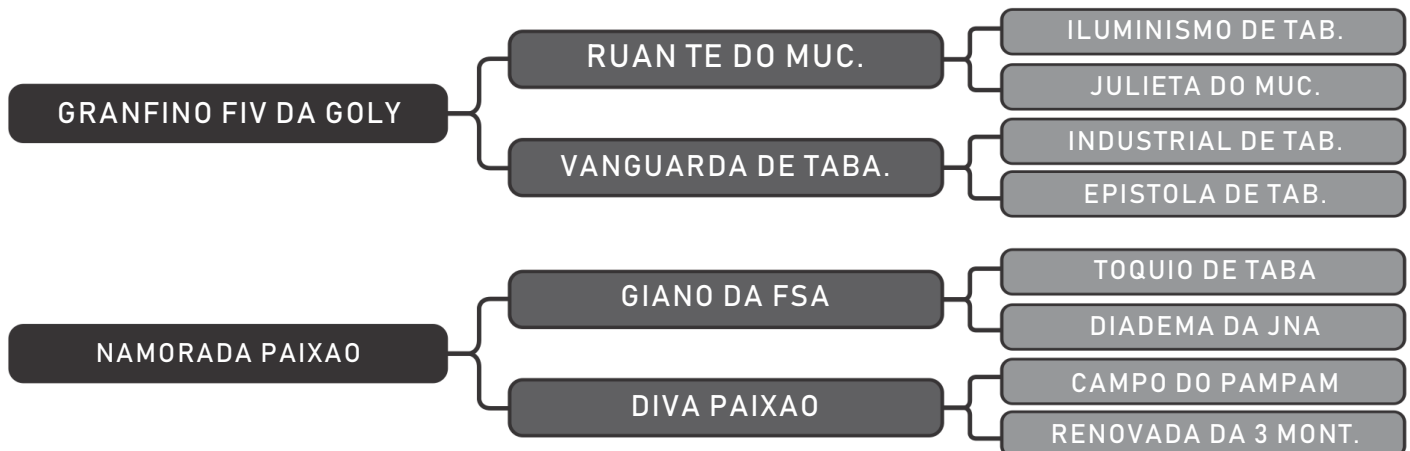 GRANFINO FIV DA GOLY
RUAN TE DO MUC.
ILUMINISMO DE TAB.
JULIETA DO MUC.
VANGUARDA DE TABA.
INDUSTRIAL DE TAB.
EPISTOLA DE TAB.
NAMORADA PAIXAO
GIANO DA FSA
TOQUIO DE TABA
DIADEMA DA JNA
DIVA PAIXAO
CAMPO DO PAMPAM
RENOVADA DA 3 MONT.